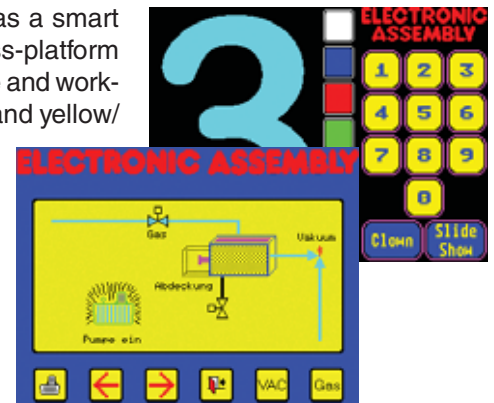 as a smart
ss-platform
and work-
and yellow/
ELECTRONIC
ASSEMBLY
3
1 2 3
4 5 6
7 8 9
0
Clown
Slide
Show
ELECTRONIC ASSEMBLY
Gas
Vakuum
Abdeckung
Pumpe ein
VAC
Gas